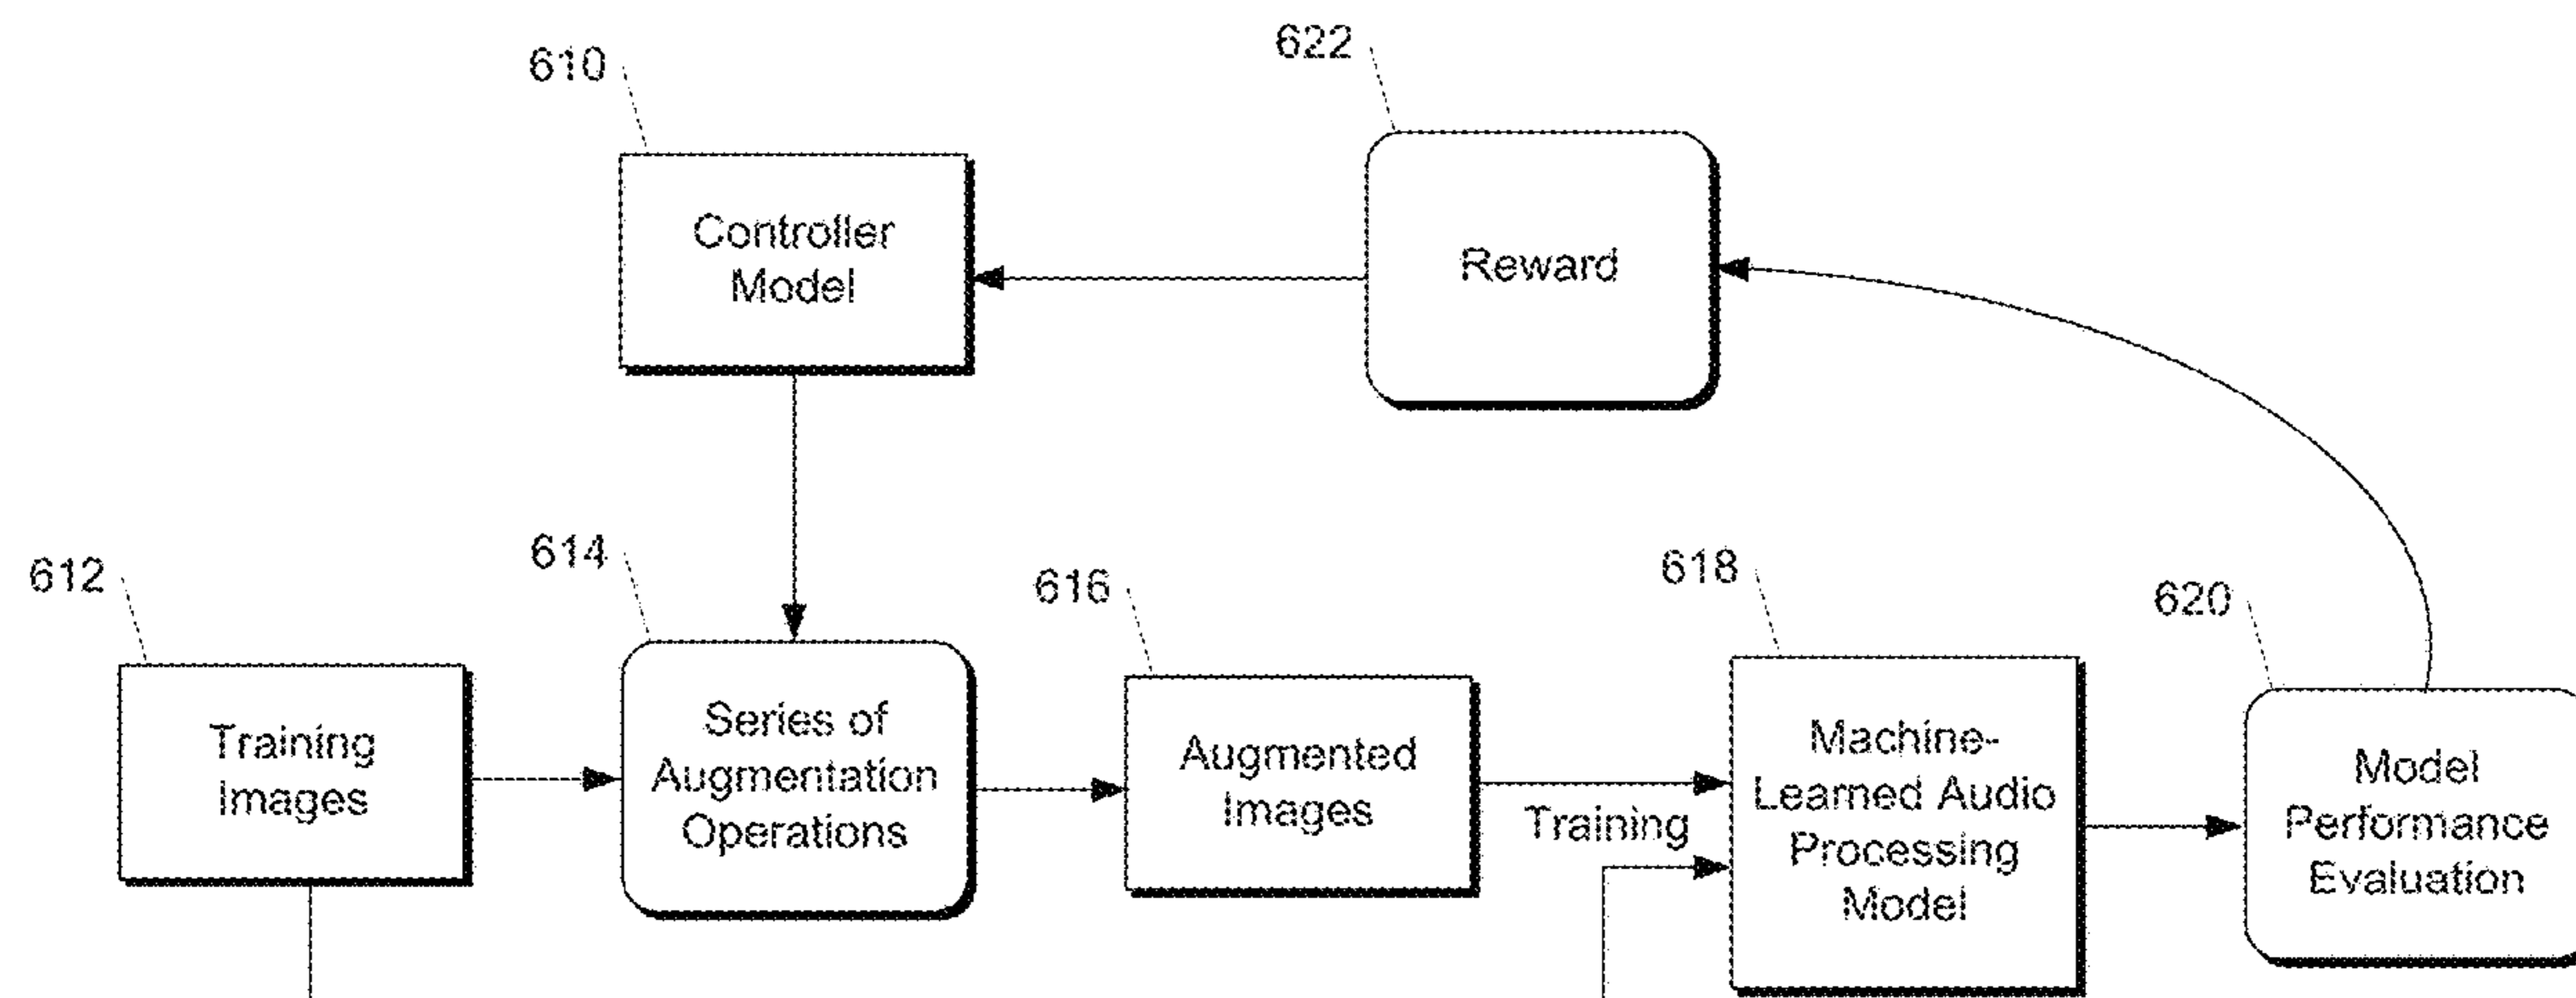 622
610
Controller
Model
Reward
614
612
618
616
620
Series of
Augmentation
Operations
Training
Images
Augmented
Images
Training
Machine-
Learned Audio
Processing
Model
Model
Performance
Evaluation